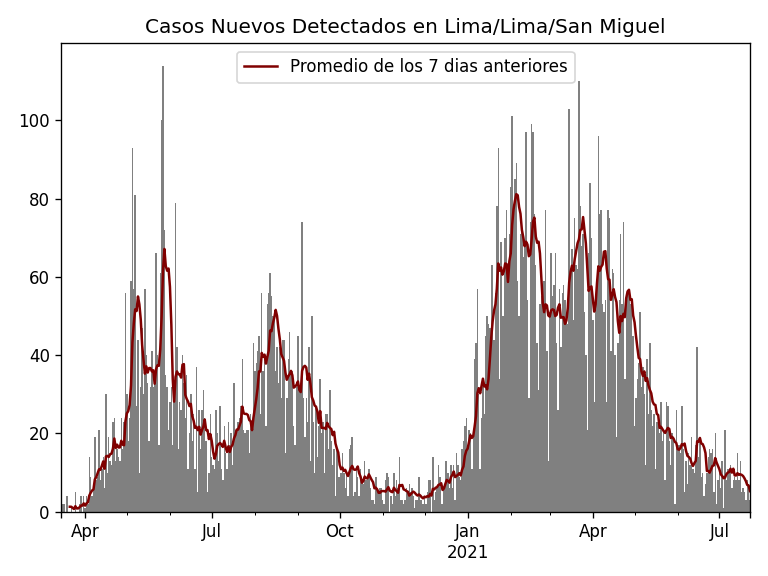 Casos Nuevos Detectados en Lima/Lima/San Miguel
Promedio de los 7 dias anteriores
100
80
60
40
20
0
Apr Jul Oct Jan Apr Jul
2021